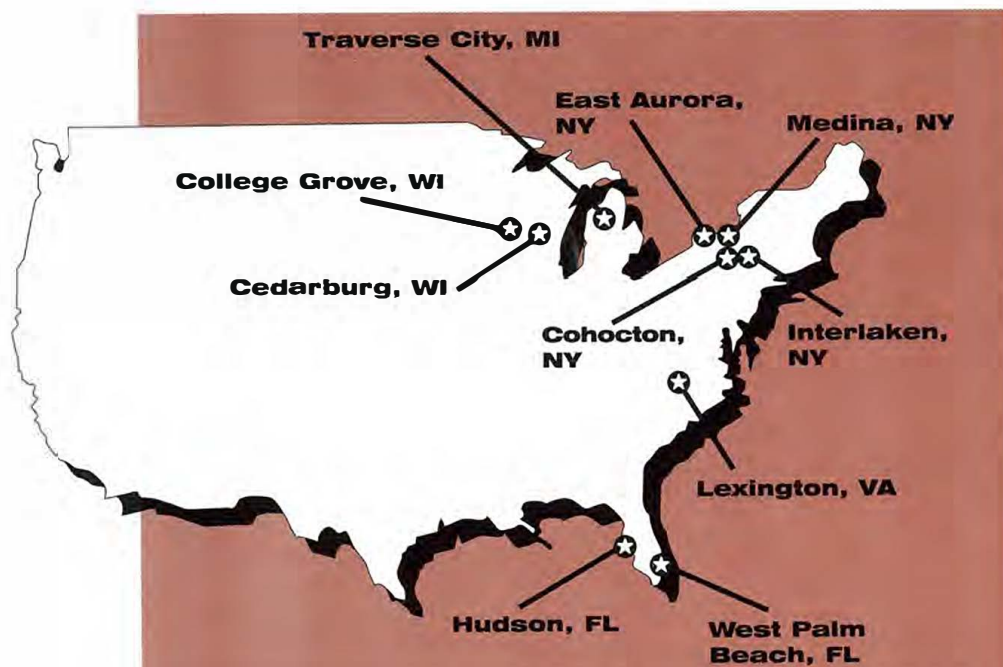 Traverse City, MI
East Aurora,
NY
Medina, NY
College Grove, WI
Cedarburg, WI
Cohocton,
NY
Interlaken,
NY
Lexington, VA
Hudson, FL
West Palm
Beach, FL